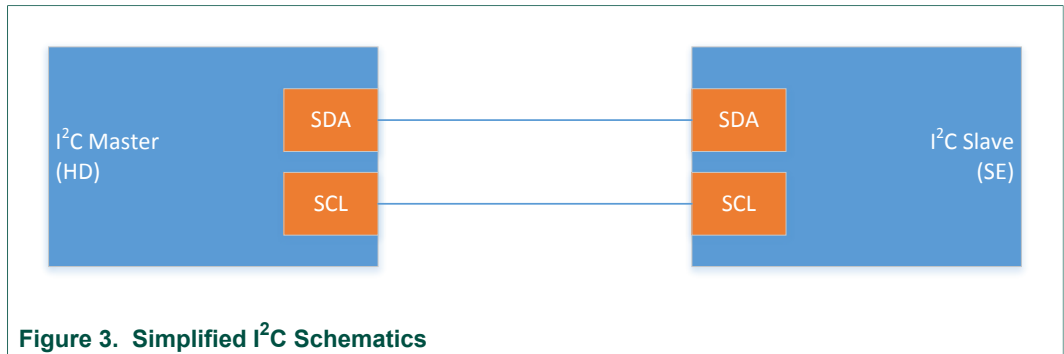 SDA
SDA
I²C Master
(HD)
I²C Slave
(SE)
SCL
SCL
Figure 3. Simplified I²C Schematics